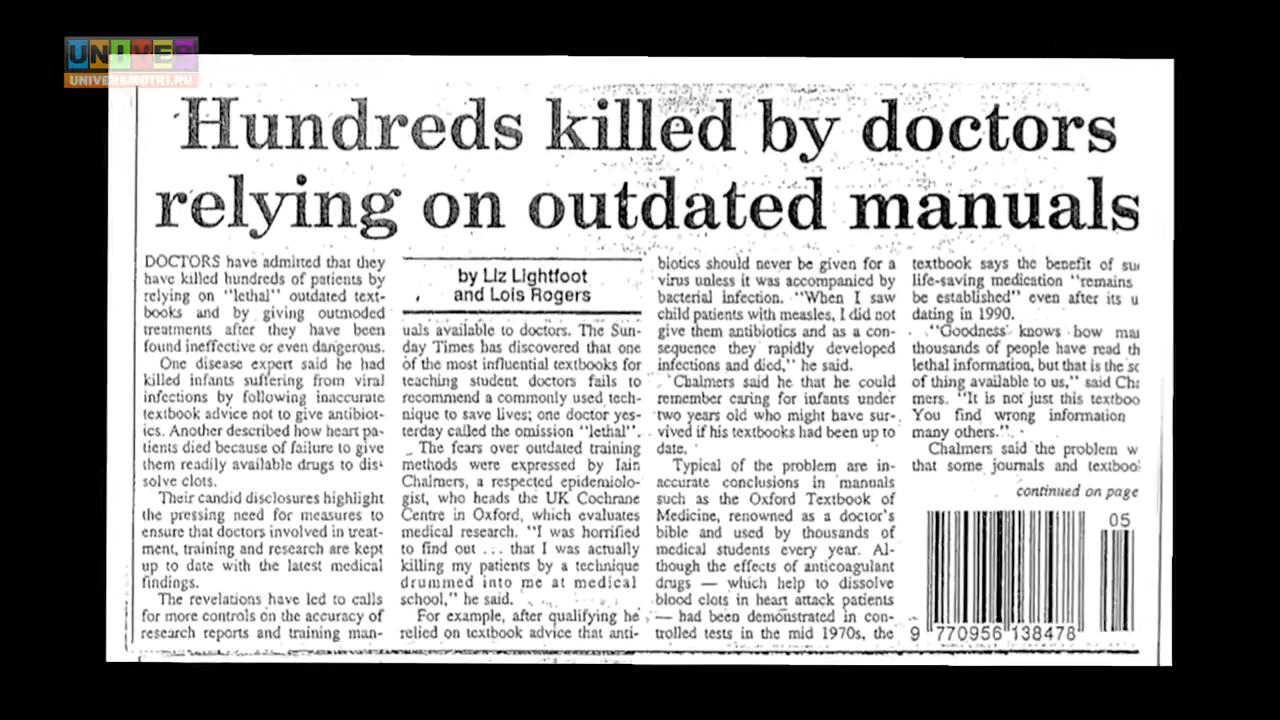 UNIVER
UNIVERSMOTRI.RU
Hundreds killed by doctors
relying on outdated manuals
DOCTORS have admitted that they
have killed hundreds of patients by
relying on "lethal" outdated text-
books and by giving outmoded
treatments after they have been
found ineffective or even dangerous.
One disease expert said he had
killed infants suffering from viral
infections by following inaccurate
textbook advice not to give antibiot-
ics. Another described how heart pa-
tients died because of failure to give
them readily available drugs to dis-
solve clots.
Their candid disclosures highlight
the pressing need for measures to
ensure that doctors involved in treat-
ment, training and research are kept
up to date with the latest medical
findings.
The revelations have led to calls
for more controls on the accuracy of
research reports and training man-
by Liz Lightfoot
and Lois Rogers
uals available to doctors. The Sun-
day Times has discovered that one
of the most influential textbooks for
teaching student doctors fails to
recommend a commonly used tech-
nique to save lives; one doctor yes-
terday called the omission "lethal".
The fears over outdated training
methods were expressed by Iain
Chalmers, a respected epidemiolo-
gist, who heads the UK Cochrane
Centre in Oxford, which evaluates
medical research. "I was horrified
to find out ... that I was actually
killing my patients by a technique
drummed into me at medical
school," he said.
For example, after qualifying he
relied on textbook advice that anti-
biotics should never be given for a
virus unless it was accompanied by
bacterial infection. "When I saw
child patients with measles, I did not
give them antibiotics and as a con-
sequence they rapidly developed
infections and died," he said.
Chalmers said he that he could
remember caring for infants under
two years old who might have sur-
vived if his textbooks had been up to
date.
Typical of the problem are in-
accurate conclusions in manuals
such as the Oxford Textbook of
Medicine, renowned as a doctor's
bible and used by thousands of
medical students every year. Al-
though the effects of anticoagulant
drugs — which help to dissolve
blood clots in heart attack patients
— had been demonstrated in con-
trolled tests in the mid 1970s, the
textbook says the benefit of su
life-saving medication "remains
be established" even after its u
dating in 1990.
"Goodness knows how mar
thousands of people have read th
lethal information, but that is the so
of thing available to us," said Cha
mers. "It is not just this textboo
You find wrong information
many others."
Chalmers said the problem w
that some journals and textboo
continued on page
05
9 770956 138478